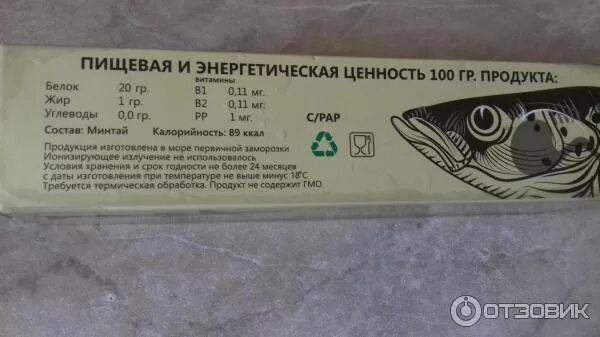 ПИЩЕВАЯ И ЭНЕРГЕТИЧЕСКАЯ ЦЕННОСТЬ 100 ГР. ПРОДУКТА:
витамины
Белок 20 гр. В1 0,11 мг.
Жир 1 гр. В2 0,11 мг.
Углеводы 0,0 гр. РР 1 мг.
C/PAP
Состав: Минтай Калорийность: 89 ккал
Продукция изготовлена в море первичной заморозки
Ионизирующее излучение не использовалось
Условия хранения и срок годности не более 24 месяцев
с даты изготовления при температуре не выше минус 18°С
Требуется термическая обработка. Продукт не содержит ГМО
ОТЗОВИК